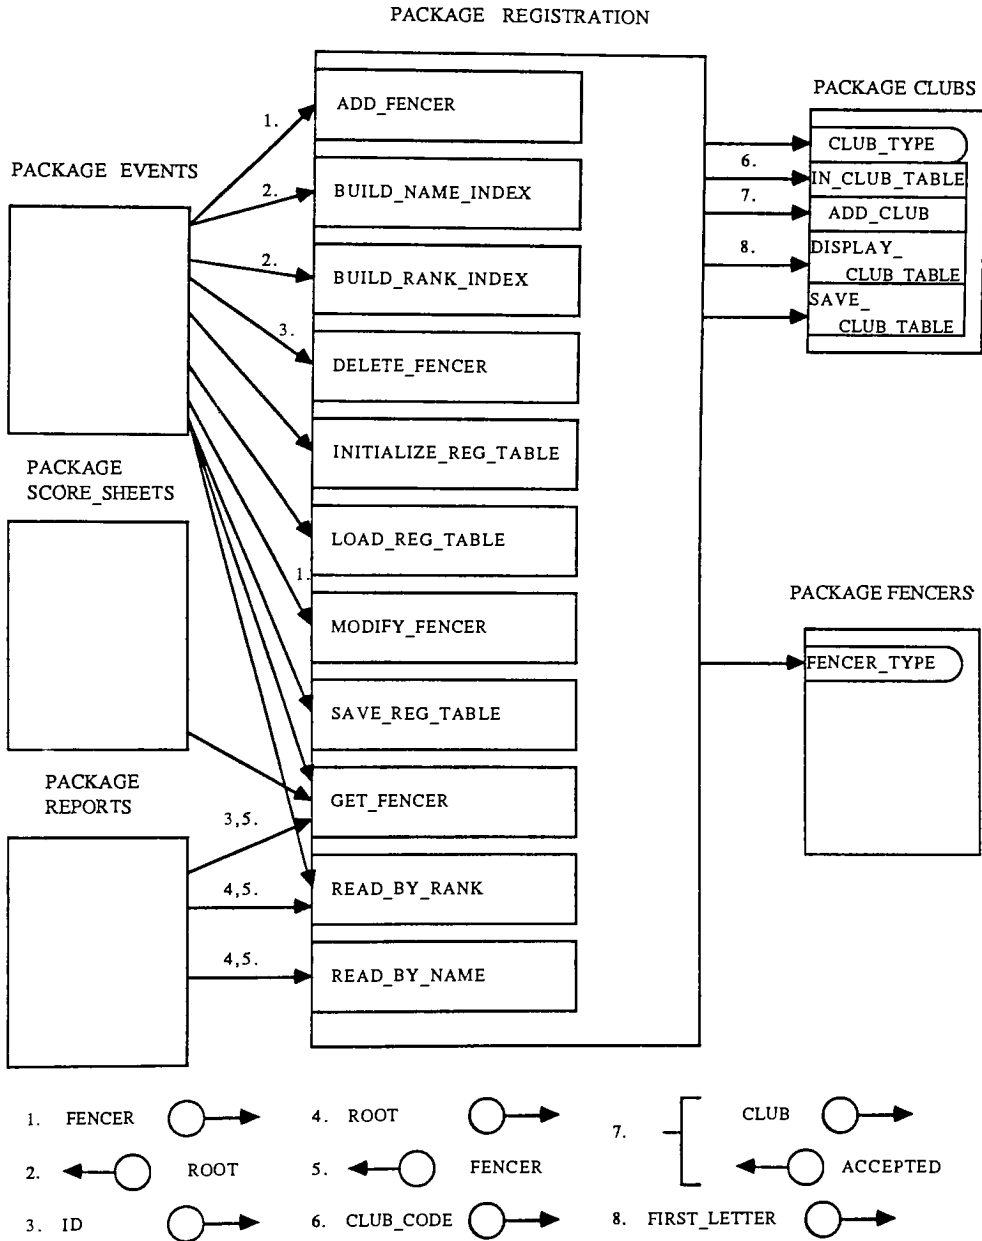 PACKAGE REGISTRATION
PACKAGE EVENTS
PACKAGE
SCORE_SHEETS
PACKAGE
REPORTS
1.
2.
2.
3.
1.
3,5.
4,5.
4,5.
ADD_FENCER
BUILD_NAME_INDEX
BUILD_RANK_INDEX
DELETE_FENCER
INITIALIZE_REG_TABLE
LOAD_REG_TABLE
MODIFY_FENCER
SAVE_REG_TABLE
GET_FENCER
READ_BY_RANK
READ_BY_NAME
6.
7.
8.
PACKAGE CLUBS
CLUB_TYPE
IN_CLUB_TABLE
ADD_CLUB
DISPLAY_
CLUB_TABLE
SAVE_
CLUB_TABLE
PACKAGE FENCERS
FENCER_TYPE
1. FENCER
2. ROOT
3. ID
4. ROOT
5. FENCER
6. CLUB_CODE
7. CLUB
ACCEPTED
8. FIRST_LETTER